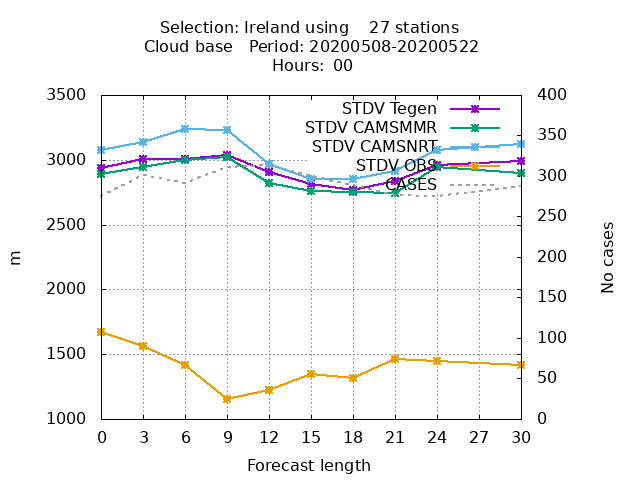 Selection: Ireland using 27 stations
Cloud base Period: 20200508-20200522
Hours: 00
3500
3000
2500
2000
1500
1000
m
400
350
300
250
200
150
100
50
0
No cases
STDV Tegen
STDV CAMSMMR
STDV CAMSNRT
STDV OBS
CASES
0 3 6 9 12 15 18 21 24 27 30
Forecast length